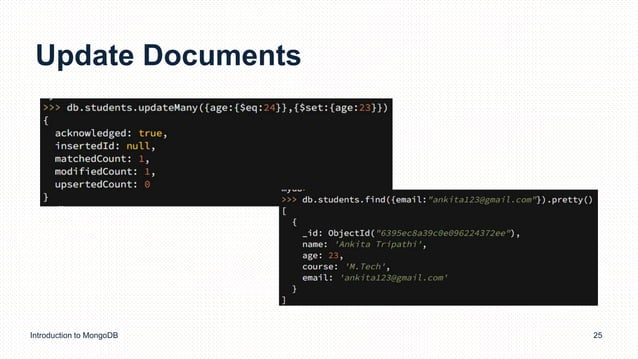 Update Documents
>>> db.students.updateMany({age:{$eq:24}},{$set:{age:23}})
{
acknowledged: true,
insertedId: null,
matchedCount: 1,
modifiedCount: 1,
upsertedCount: 0
}
>>> db.students.find({email:"ankita123@gmail.com"}).pretty()
[
{
_id: ObjectId("6395ec8a39c0e096224372ee"),
name: 'Ankita Tripathi',
age: 23,
course: 'M.Tech',
email: 'ankita123@gmail.com'
}
]
Introduction to MongoDB
25